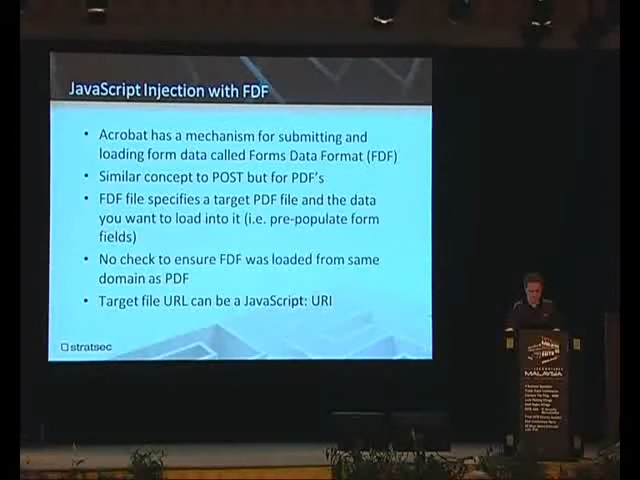 JavaScript Injection with FDF
• Acrobat has a mechanism for submitting and
loading form data called Forms Data Format (FDF)
• Similar concept to POST but for PDF's
• FDF file specifies a target PDF file and the data
you want to load into it (i.e. pre-populate form
fields)
• No check to ensure FDF was loaded from same
domain as PDF
• Target file URL can be a JavaScript: URI
stratsec
MALAYSIA